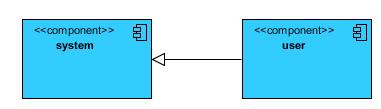 <<component>>
system
<<component>>
user